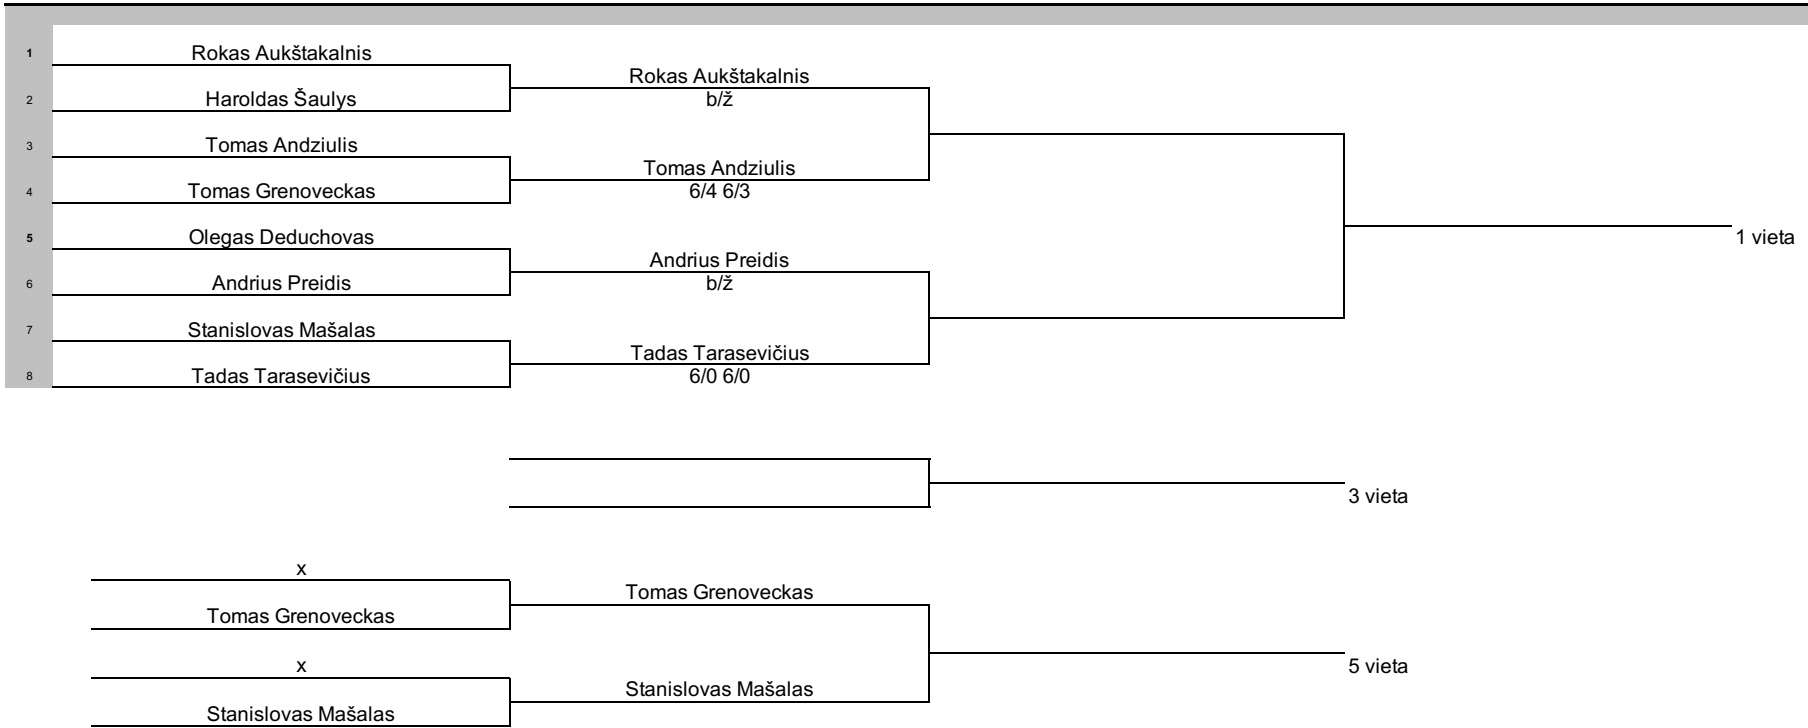 1 Rokas Aukštakalnis
Rokas Aukštakalnis
2 Haroldas Šaulys
b/ž
3 Tomas Andziulis
Tomas Andziulis
4 Tomas Grenoveckas
6/4 6/3
5 Olegas Deduchovas
1 vieta
Andrius Preidis
6 Andrius Preidis
b/ž
7 Stanislovas Mašalas
Tadas Tarasevičius
8 Tadas Tarasevičius
6/0 6/0
3 vieta
x
Tomas Grenoveckas
Tomas Grenoveckas
x
5 vieta
Stanislovas Mašalas
Stanislovas Mašalas